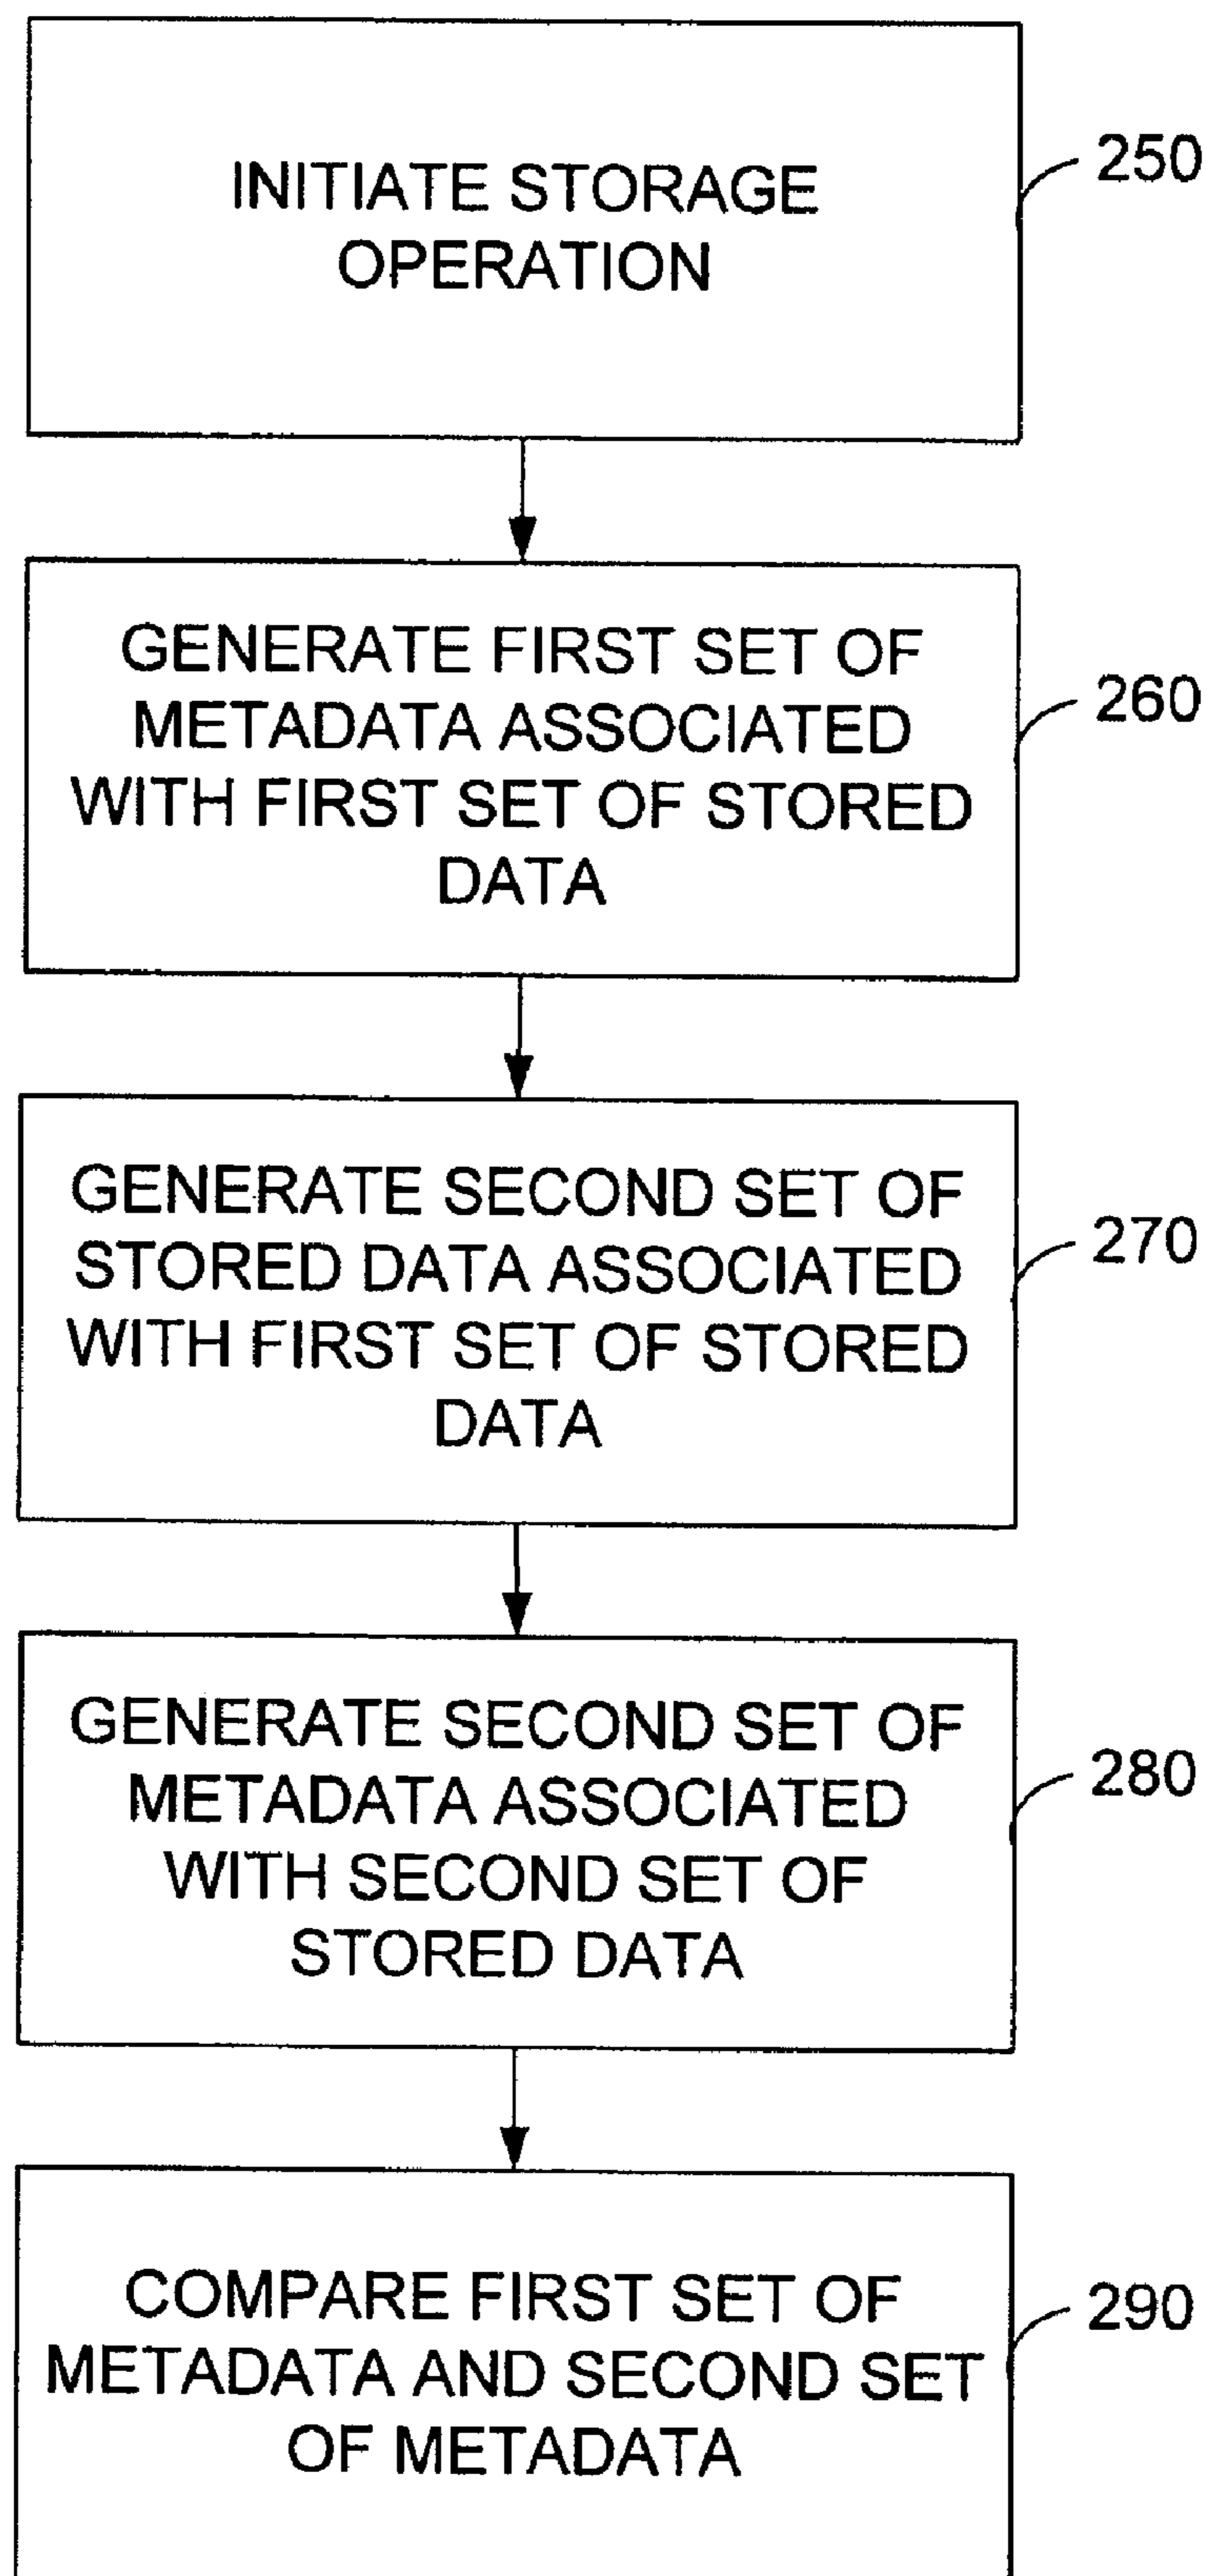 INITIATE STORAGE
OPERATION
250
GENERATE FIRST SET OF
METADATA ASSOCIATED
WITH FIRST SET OF STORED
DATA
260
GENERATE SECOND SET OF
STORED DATA ASSOCIATED
WITH FIRST SET OF STORED
DATA
270
GENERATE SECOND SET OF
METADATA ASSOCIATED
WITH SECOND SET OF
STORED DATA
280
COMPARE FIRST SET OF
METADATA AND SECOND SET
OF METADATA
290